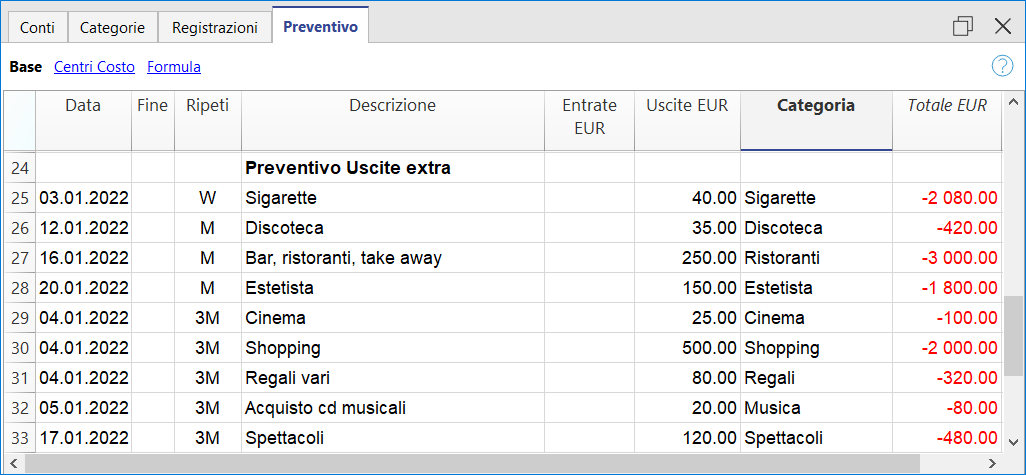 Conti Categorie Registrazioni Preventivo
Base Centri Costo Formula ?
Data Fine Ripeti Descrizione Entrate EUR Uscite EUR Categoria Totale EUR
24 Preventivo Uscite extra
25 03.01.2022 W Sigarette 40.00 Sigarette -2 080.00
26 12.01.2022 M Discoteca 35.00 Discoteca -420.00
27 16.01.2022 M Bar, ristoranti, take away 250.00 Ristoranti -3 000.00
28 20.01.2022 M Estetista 150.00 Estetista -1 800.00
29 04.01.2022 3M Cinema 25.00 Cinema -100.00
30 04.01.2022 3M Shopping 500.00 Shopping -2 000.00
31 04.01.2022 3M Regali vari 80.00 Regali -320.00
32 05.01.2022 3M Acquisto cd musicali 20.00 Musica -80.00
33 17.01.2022 3M Spettacoli 120.00 Spettacoli -480.00